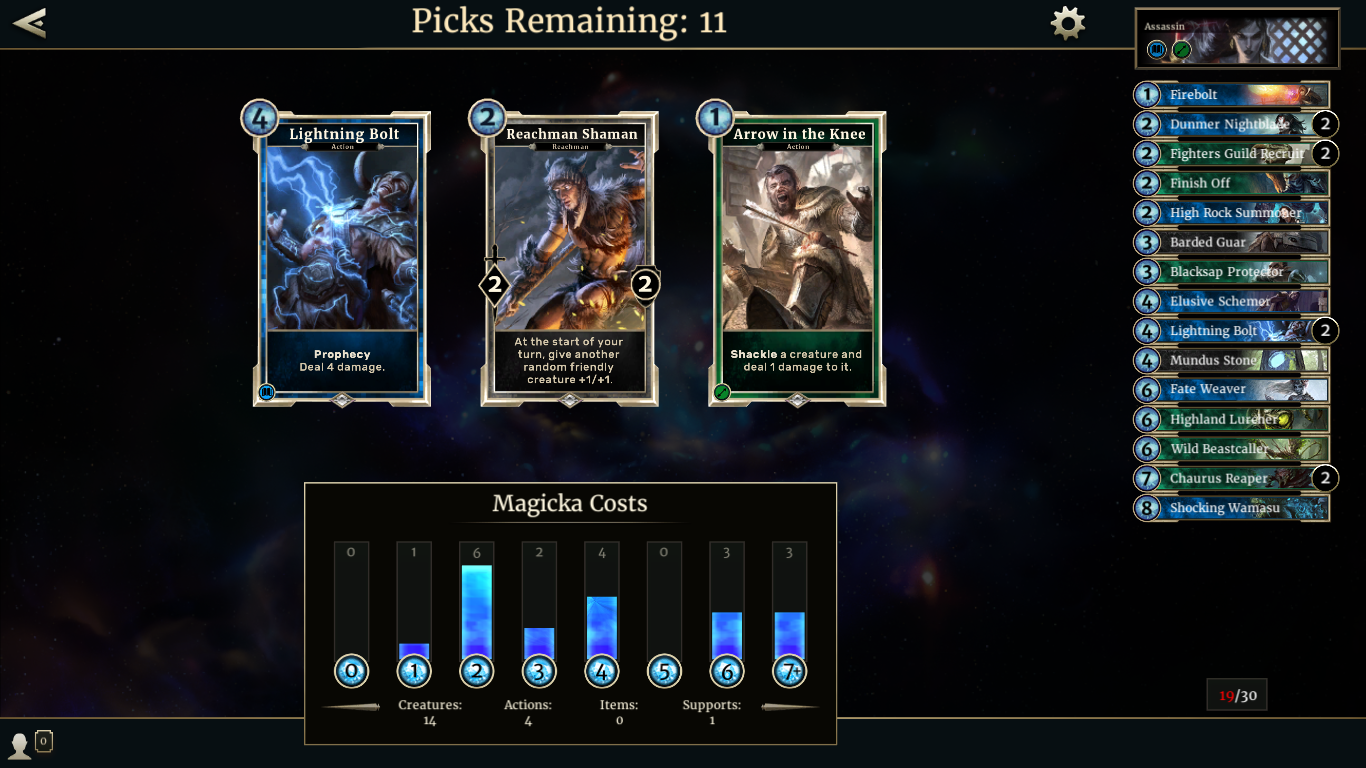 Picks Remaining: 11
Assassin
4
Lightning Bolt
Action
Prophecy
Deal 4 damage.
2
Reachman Shaman
Reachman
2
2
At the start of your
turn, give another
random friendly
creature +1/+1.
1
Arrow in the Knee
Action
Shackle a creature and
deal 1 damage to it.
1 Firebolt
2 Dunmer Nightblade 2
2 Fighters Guild Recruit 2
2 Finish Off
2 High Rock Summoner
3 Barded Guar
3 Blacksap Protector
4 Elusive Schemer
4 Lightning Bolt 2
4 Mundus Stone
6 Fate Weaver
6 Highland Lurcher
6 Wild Beastcaller
7 Chaurus Reaper 2
8 Shocking Wamasu
Magicka Costs
0 1 6 2 4 0 3 3
0 1 2 3 4 5 6 7+
Creatures: Actions: Items: Supports:
14 4 0 1
19/30
0